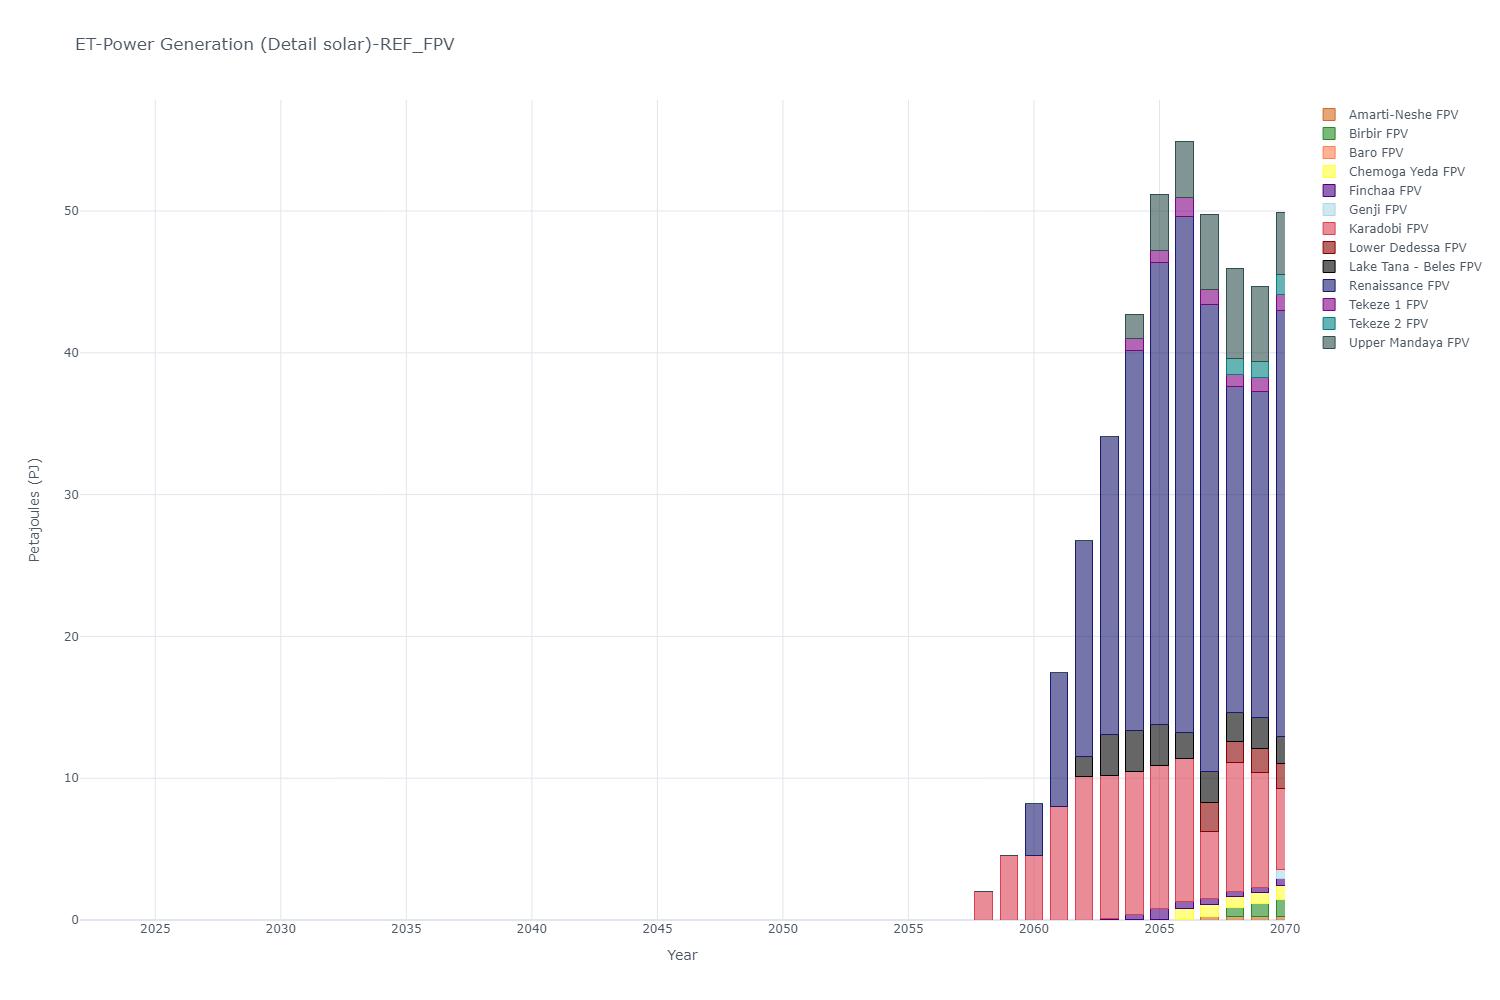 ET-Power Generation (Detail solar)-REF_FPV
Amarti-Neshe FPV
Birbir FPV
Baro FPV
Chemoga Yeda FPV
Finchaa FPV
Genji FPV
Karadobi FPV
Lower Dedessa FPV
Lake Tana - Beles FPV
Renaissance FPV
Tekeze 1 FPV
Tekeze 2 FPV
Upper Mandaya FPV
Petajoules (PJ)
50
40
30
20
10
0
2025 2030 2035 2040 2045 2050 2055 2060 2065 2070
Year